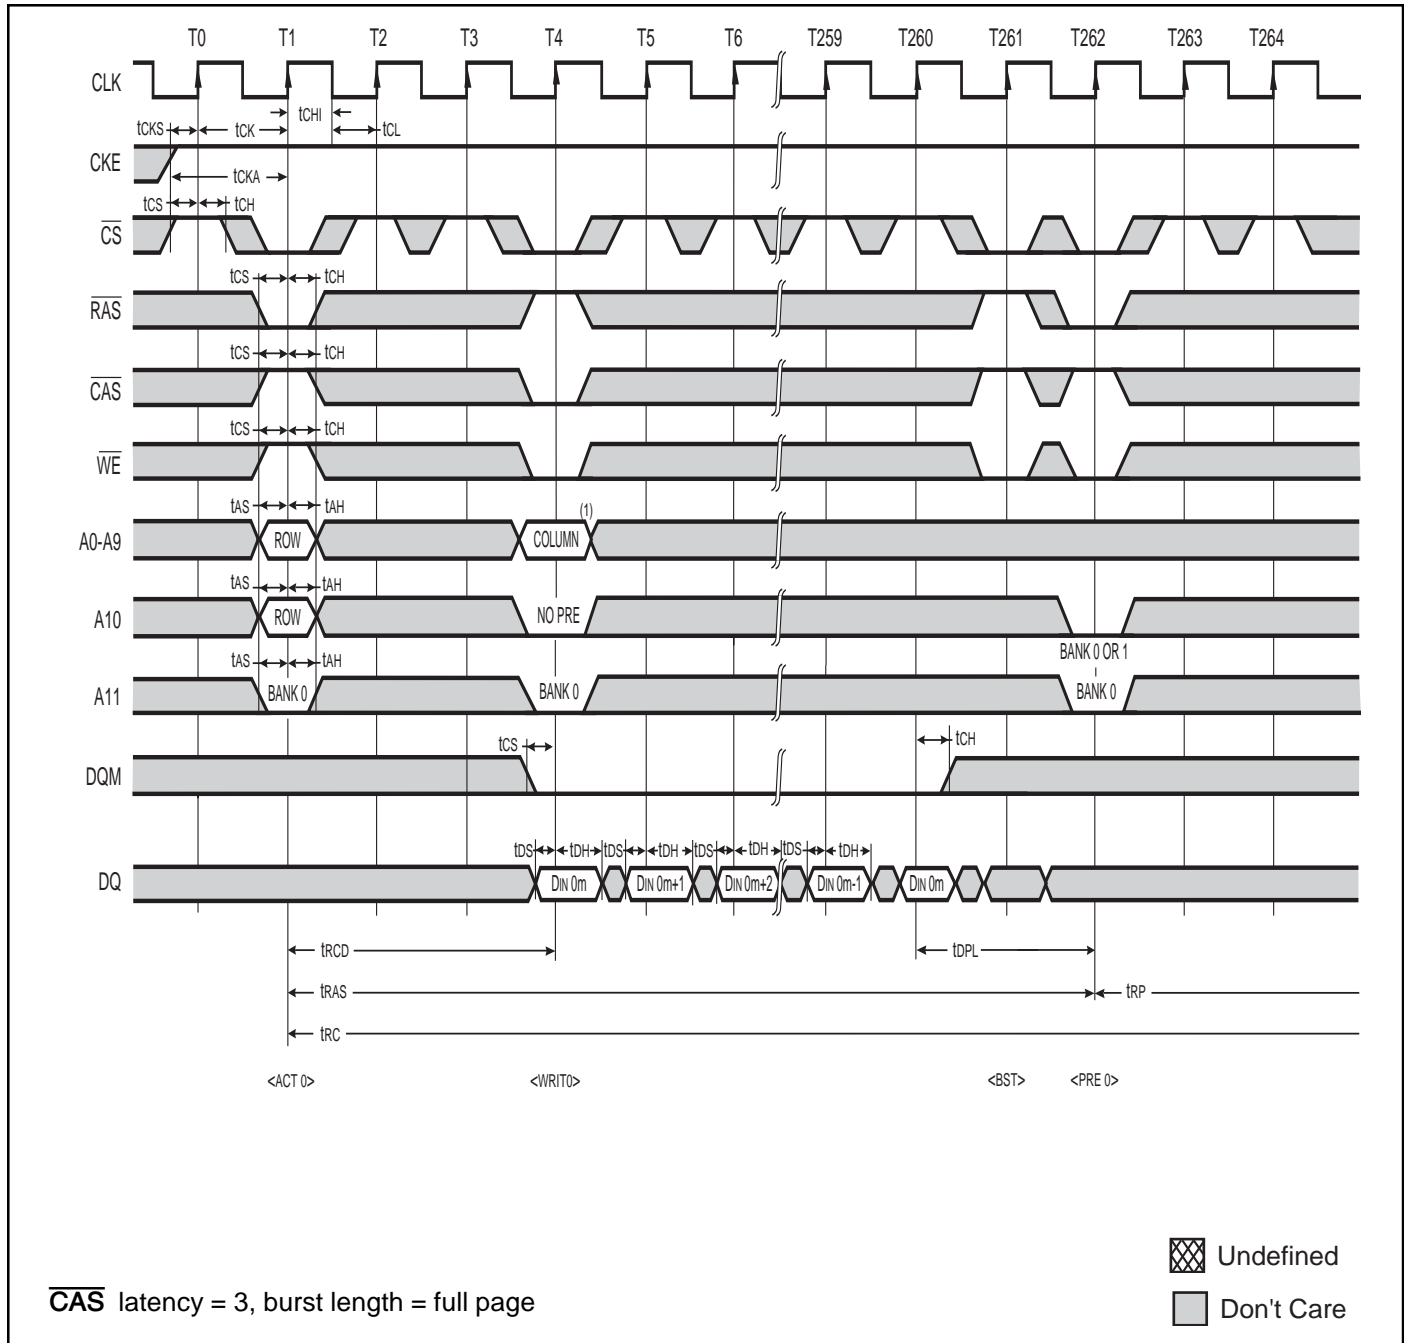 T0 T1 T2 T3 T4 T5 T6 T259 T260 T261 T262 T263 T264
CLK
tCHI
tCKS tCK tCL
CKE
tCKA
tCS tCH
CS
tCS tCH
RAS
tCS tCH
CAS
tCS tCH
WE
tAS tAH (1)
A0-A9 ROW COLUMN
tAS tAH
A10 ROW NO PRE
BANK 0 OR 1
tAS tAH
A11 BANK 0 BANK 0 BANK 0
tCS tCH
DQM
tDS tDH tDS tDH tDS tDH tDS tDH
DQ DIN 0m DIN 0m+1 DIN 0m+2 DIN 0m-1 DIN 0m
tRCD tDPL
tRAS tRP
tRC
<ACT 0> <WRIT0> <BST> <PRE 0>
Undefined
CAS latency = 3, burst length = full page
Don't Care